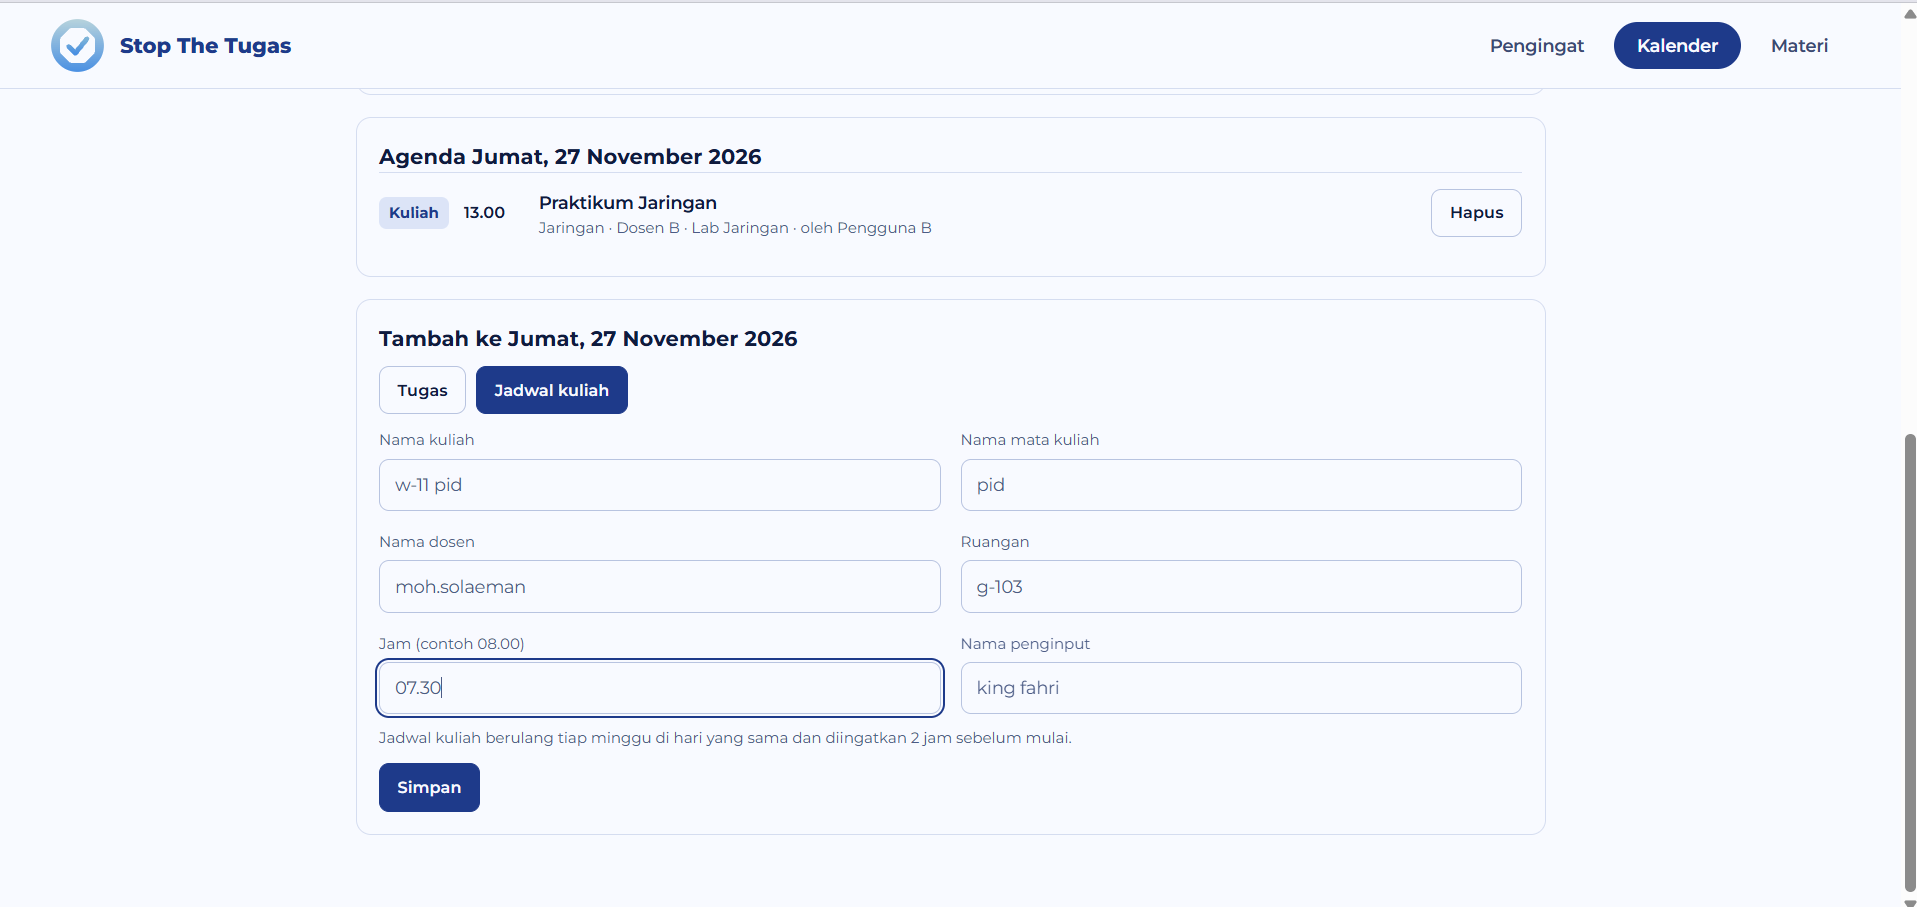 Stop The Tugas
Pengingat
Kalender
Materi
Agenda Jumat, 27 November 2026
Kuliah
13.00
Praktikum Jaringan
Jaringan · Dosen B · Lab Jaringan · oleh Pengguna B
Hapus
Tambah ke Jumat, 27 November 2026
Tugas
Jadwal kuliah
Nama kuliah
Nama mata kuliah
w-11 pid
pid
Nama dosen
Ruangan
moh.solaeman
g-103
Jam (contoh 08.00)
Nama penginput
07.30
king fahri
Jadwal kuliah berulang tiap minggu di hari yang sama dan diingatkan 2 jam sebelum mulai.
Simpan